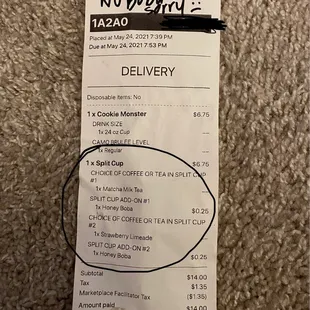 No Boba
sorry :(
1A2A0
Placed at May 24, 2021 7:39 PM
Due at May 24, 2021 7:53 PM
DELIVERY
Disposable items: No
1 x Cookie Monster $6.75
DRINK SIZE
1x 24 oz Cup
CAMO BRULEE LEVEL
1x Regular
1 x Split Cup $6.75
CHOICE OF COFFEE OR TEA IN SPLIT CUP
#1
1x Matcha Milk Tea
SPLIT CUP ADD-ON #1
1x Honey Boba $0.25
CHOICE OF COFFEE OR TEA IN SPLIT CUP
#2
1x Strawberry Limeade
SPLIT CUP ADD-ON #2
1x Honey Boba $0.25
Subtotal $14.00
Tax $1.35
Marketplace Facilitator Tax ($1.35)
Amount paid $14.00